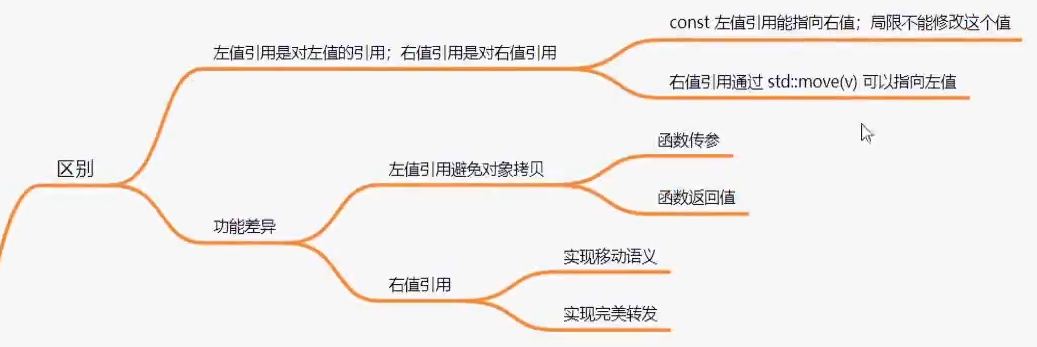 const 左值引用能指向右值；局限不能修改这个值
左值引用是对左值的引用；右值引用是对右值引用
右值引用通过 std::move(v) 可以指向左值
函数传参
区别
左值引用避免对象拷贝
函数返回值
功能差异
实现移动语义
右值引用
实现完美转发